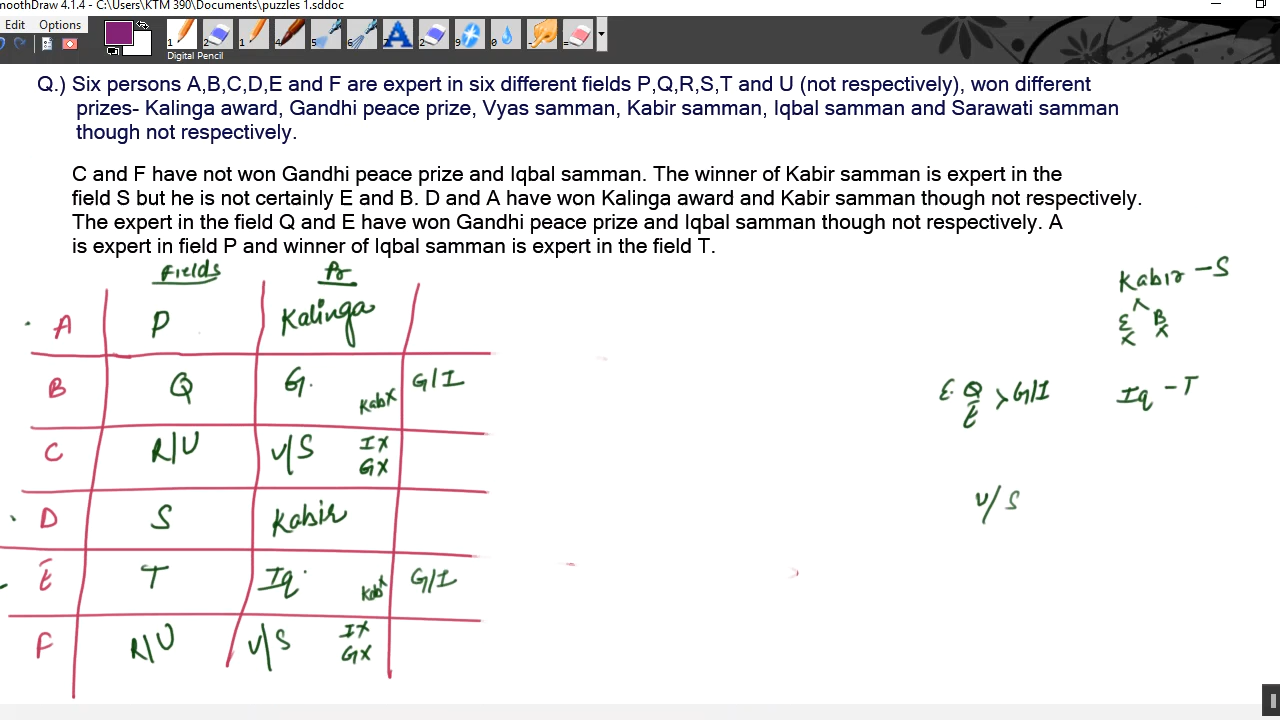 moothDraw 4.1.4 - C:\Users\KTM 390\Documents\puzzles 1.sddoc
Edit Options
Digital Pencil
Q.) Six persons A,B,C,D,E and F are expert in six different fields P,Q,R,S,T and U (not respectively), won different
prizes- Kalinga award, Gandhi peace prize, Vyas samman, Kabir samman, Iqbal samman and Sarawati samman
though not respectively.
C and F have not won Gandhi peace prize and Iqbal samman. The winner of Kabir samman is expert in the
field S but he is not certainly E and B. D and A have won Kalinga award and Kabir samman though not respectively.
The expert in the field Q and E have won Gandhi peace prize and Iqbal samman though not respectively. A
is expert in field P and winner of Iqbal samman is expert in the field T.
Fields Pr
A P Kalinga
B Q G. Kab X G/I
C R/U V/S I X
G X
D S Kabir
E T Iq. Kab X G/I
F R/U V/S I X
G X
Kabir - S
E B
X X
E. Q > G/I
E
Iq - T
V/S